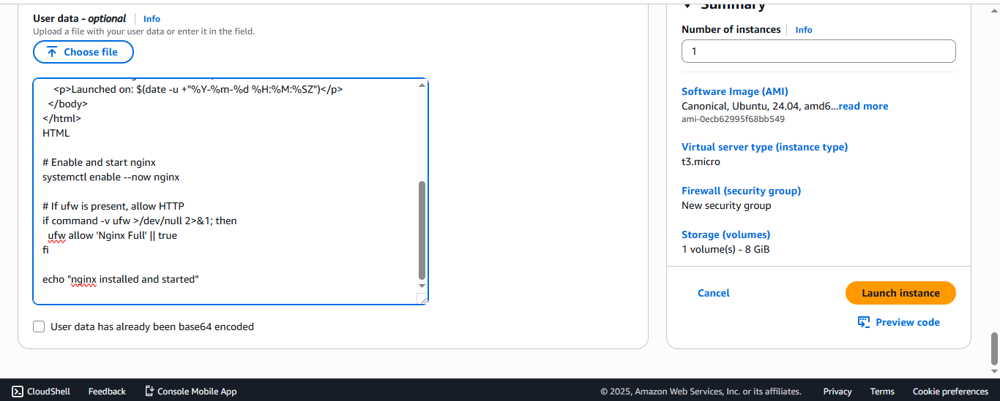 User data - optional
Info
Upload a file with your user data or enter it in the field.
Choose file
<p>Launched on: $(date -u +"%Y-%m-%d %H:%M:%SZ")</p>
</body>
</html>
HTML
# Enable and start nginx
systemctl enable --now nginx
# If ufw is present, allow HTTP
if command -v ufw >/dev/null 2>&1; then
ufw allow 'Nginx Full' || true
fi
echo "nginx installed and started"
User data has already been base64 encoded
Summary
Number of instances
Info
1
Software Image (AMI)
Canonical, Ubuntu, 24.04, amd6...read more
ami-0ecb62995f68bb549
Virtual server type (instance type)
t3.micro
Firewall (security group)
New security group
Storage (volumes)
1 volume(s) - 8 GiB
Cancel
Launch instance
Preview code
CloudShell
Feedback
Console Mobile App
© 2025, Amazon Web Services, Inc. or its affiliates.
Privacy
Terms
Cookie preferences